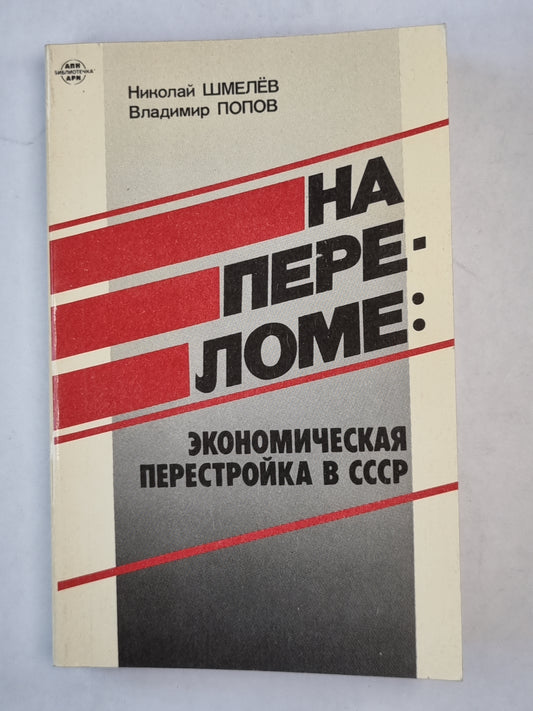 АПН
БИБЛИОТЕЧКА
АРН
Николай ШМЕЛЁВ
Владимир ПОПОВ
НА
ПЕРЕ-
ЛОМЕ:
ЭКОНОМИЧЕСКАЯ
ПЕРЕСТРОЙКА В СССР